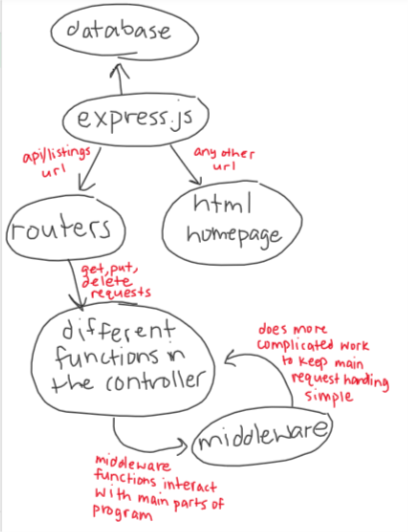 database
express.js
api/listings
url
any other
url
routers
html
homepage
get, put,
delete
requests
different
functions in
the controller
does more
complicated work
to keep main
request handing
simple
middleware
middleware
functions interact
with main parts of
program